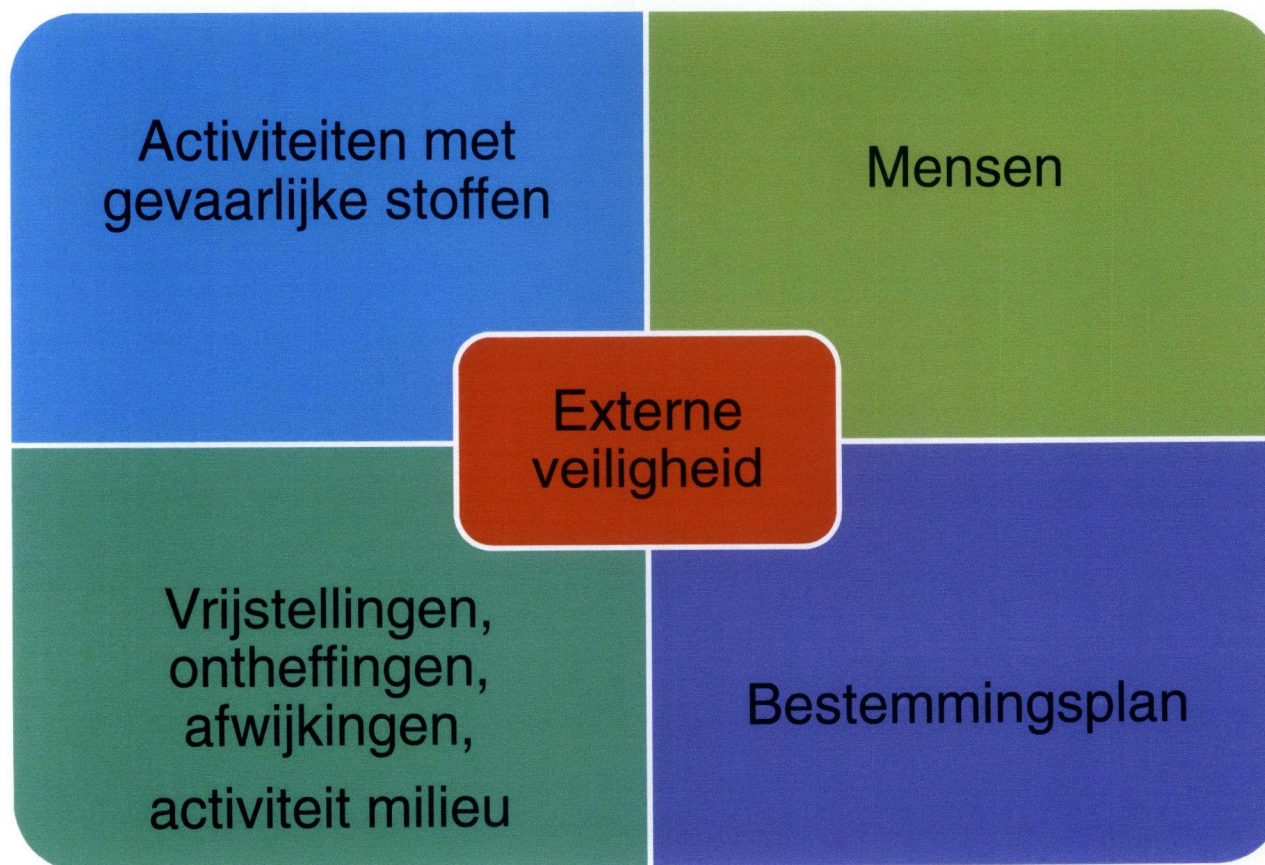 Activiteiten met
gevaarlijke stoffen
Mensen
Externe
veiligheid
Vrijstellingen,
ontheffingen,
afwijkingen,
activiteit milieu
Bestemmingsplan